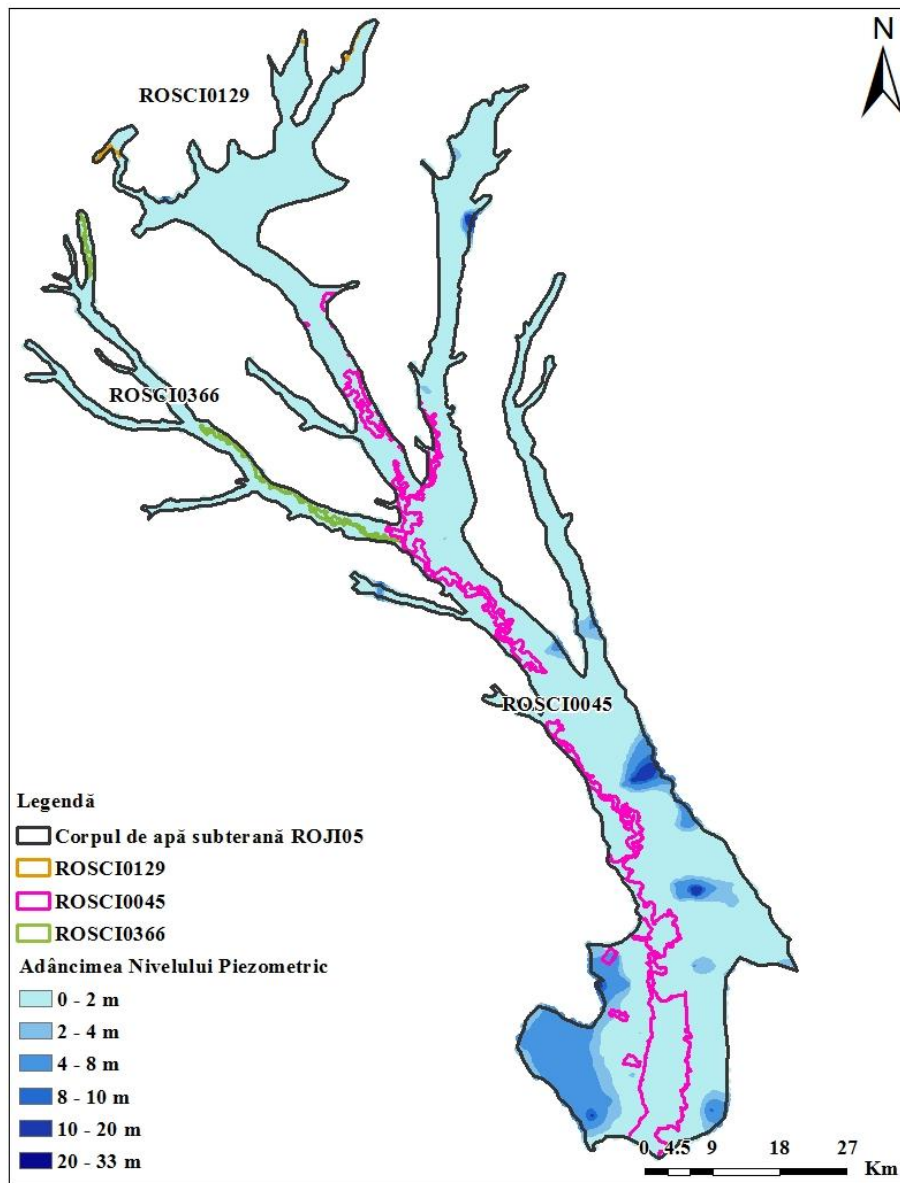 N
ROSCI0129
ROSCI0366
ROSCI0045
Legendă
Corpul de apă subterană ROJI05
ROSCI0129
ROSCI0045
ROSCI0366
Adâncimea Nivelului Piezometric
0 - 2 m
2 - 4 m
4 - 8 m
8 - 10 m
10 - 20 m
20 - 33 m
0 4.5 9 18 27
Km